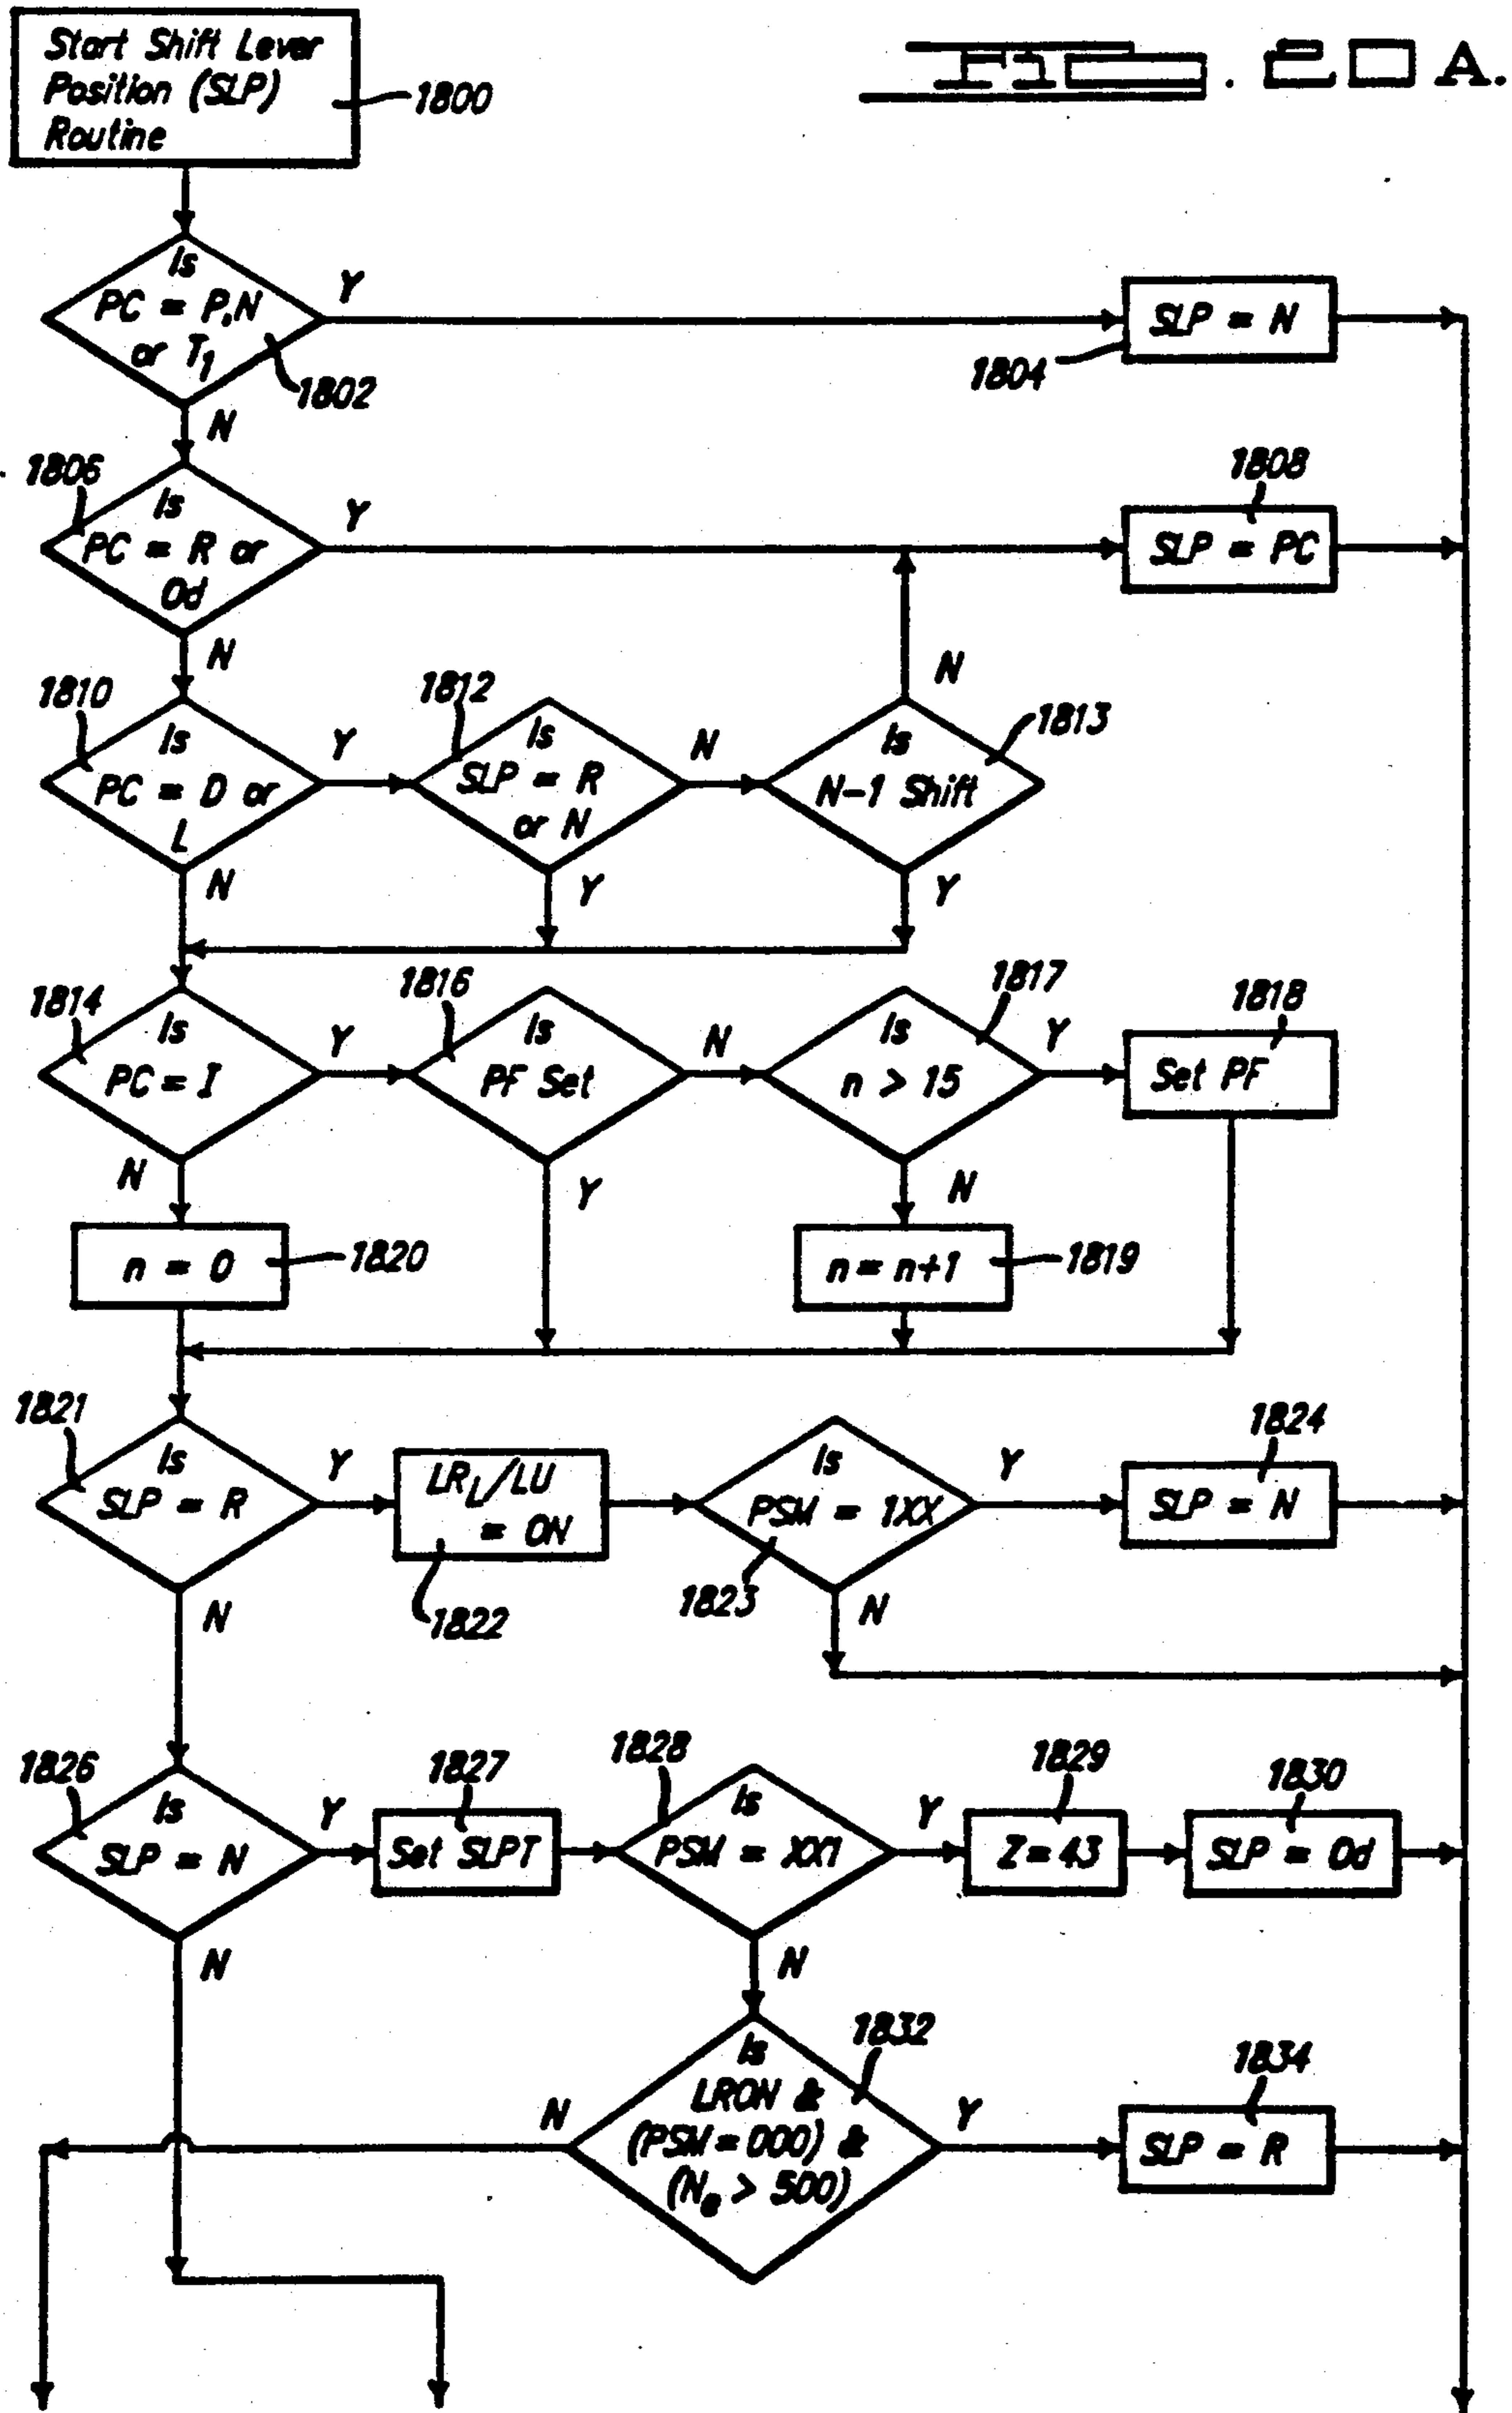 Start Shift Lever
Position (SLP)
Routine
1800
FIG. 20A.
Is
PC = P,N
or T1
1802
Y
N
SLP = N
1804
1806
Is
PC = R or
Od
Y
N
1808
SLP = PC
1810
Is
PC = D or
L
Y
N
1812
Is
SLP = R
or N
N
Y
1813
Is
N-1 Shift
N
Y
1814
Is
PC = I
Y
N
1816
Is
PF Set
N
Y
1817
Is
n > 15
Y
N
1818
Set PF
n = 0
1820
n = n+1
1819
1821
Is
SLP = R
Y
N
LRL/LU
= ON
1822
Is
PSM = 1XX
1823
Y
N
1824
SLP = N
1826
Is
SLP = N
Y
N
1827
Set SLPT
1828
Is
PSM = XX1
Y
N
1829
Z = 43
1830
SLP = Od
1832
Is
LRON &
(PSM = 000) &
(Ne > 500)
N
Y
1834
SLP = R